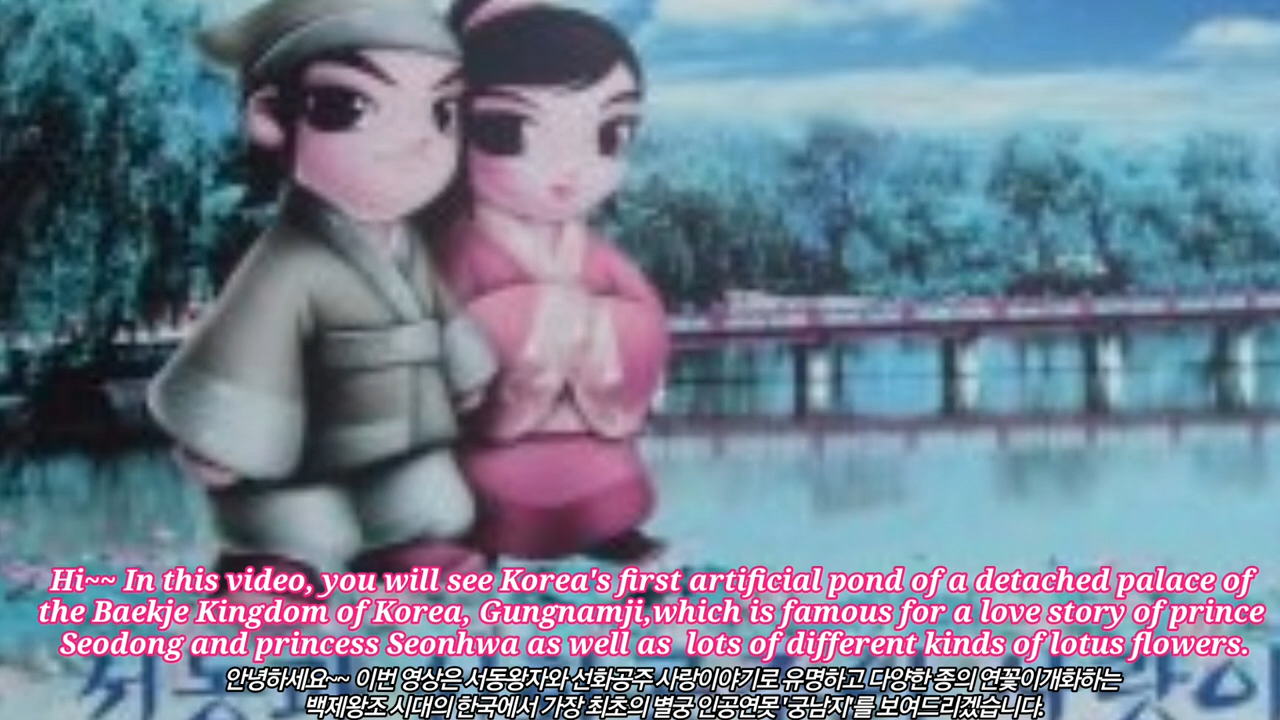 Hi~~ In this video, you will see Korea's first artificial pond of a detached palace of
the Baekje Kingdom of Korea, Gungnamji,which is famous for a love story of prince
Seodong and princess Seonhwa as well as lots of different kinds of lotus flowers.
안녕하세요~~ 이번 영상은 서동왕자와 선화공주 사랑이야기로 유명하고 다양한 종의 연꽃이개화하는
백제왕조 시대의 한국에서 가장 최초의 별궁 인공연못 '궁남지'를 보여드리겠습니다.